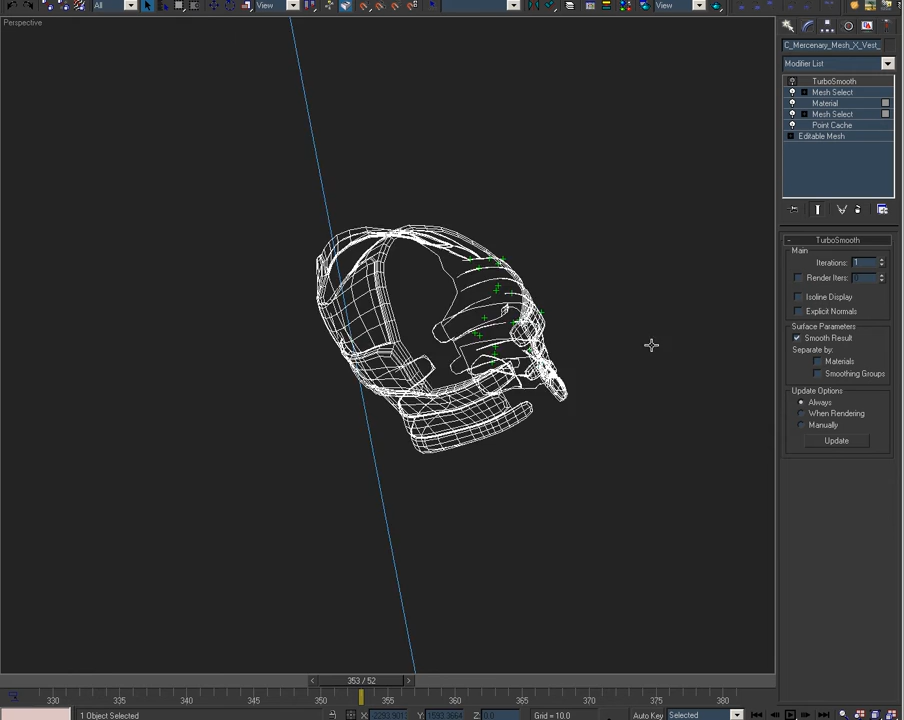 All
View
View
Perspective
C_Mercenary_Mesh_X_Vest_
Modifier List
TurboSmooth
Mesh Select
Material
Mesh Select
Point Cache
Editable Mesh
TurboSmooth
Main
Iterations: 1
Render Iters:
Isoline Display
Explicit Normals
Surface Parameters
Smooth Result
Separate by:
Materials
Smoothing Groups
Update Options
Always
When Rendering
Manually
Update
353 / 52
330 335 340 345 350 355 360 365 370 375 380
1 Object Selected X: Y: Z: 0.0 Grid = 10.0 Auto Key Selected